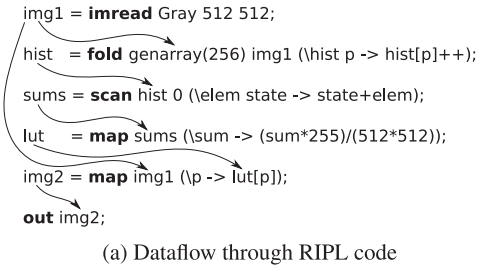 img1 = imread Gray 512 512;
hist = fold genarray(256) img1 (\hist p -> hist[p]++);
sums = scan hist 0 (\elem state -> state+elem);
lut = map sums (\sum -> (sum*255)/(512*512));
img2 = map img1 (\p -> lut[p]);
out img2;
(a) Dataflow through RIPL code